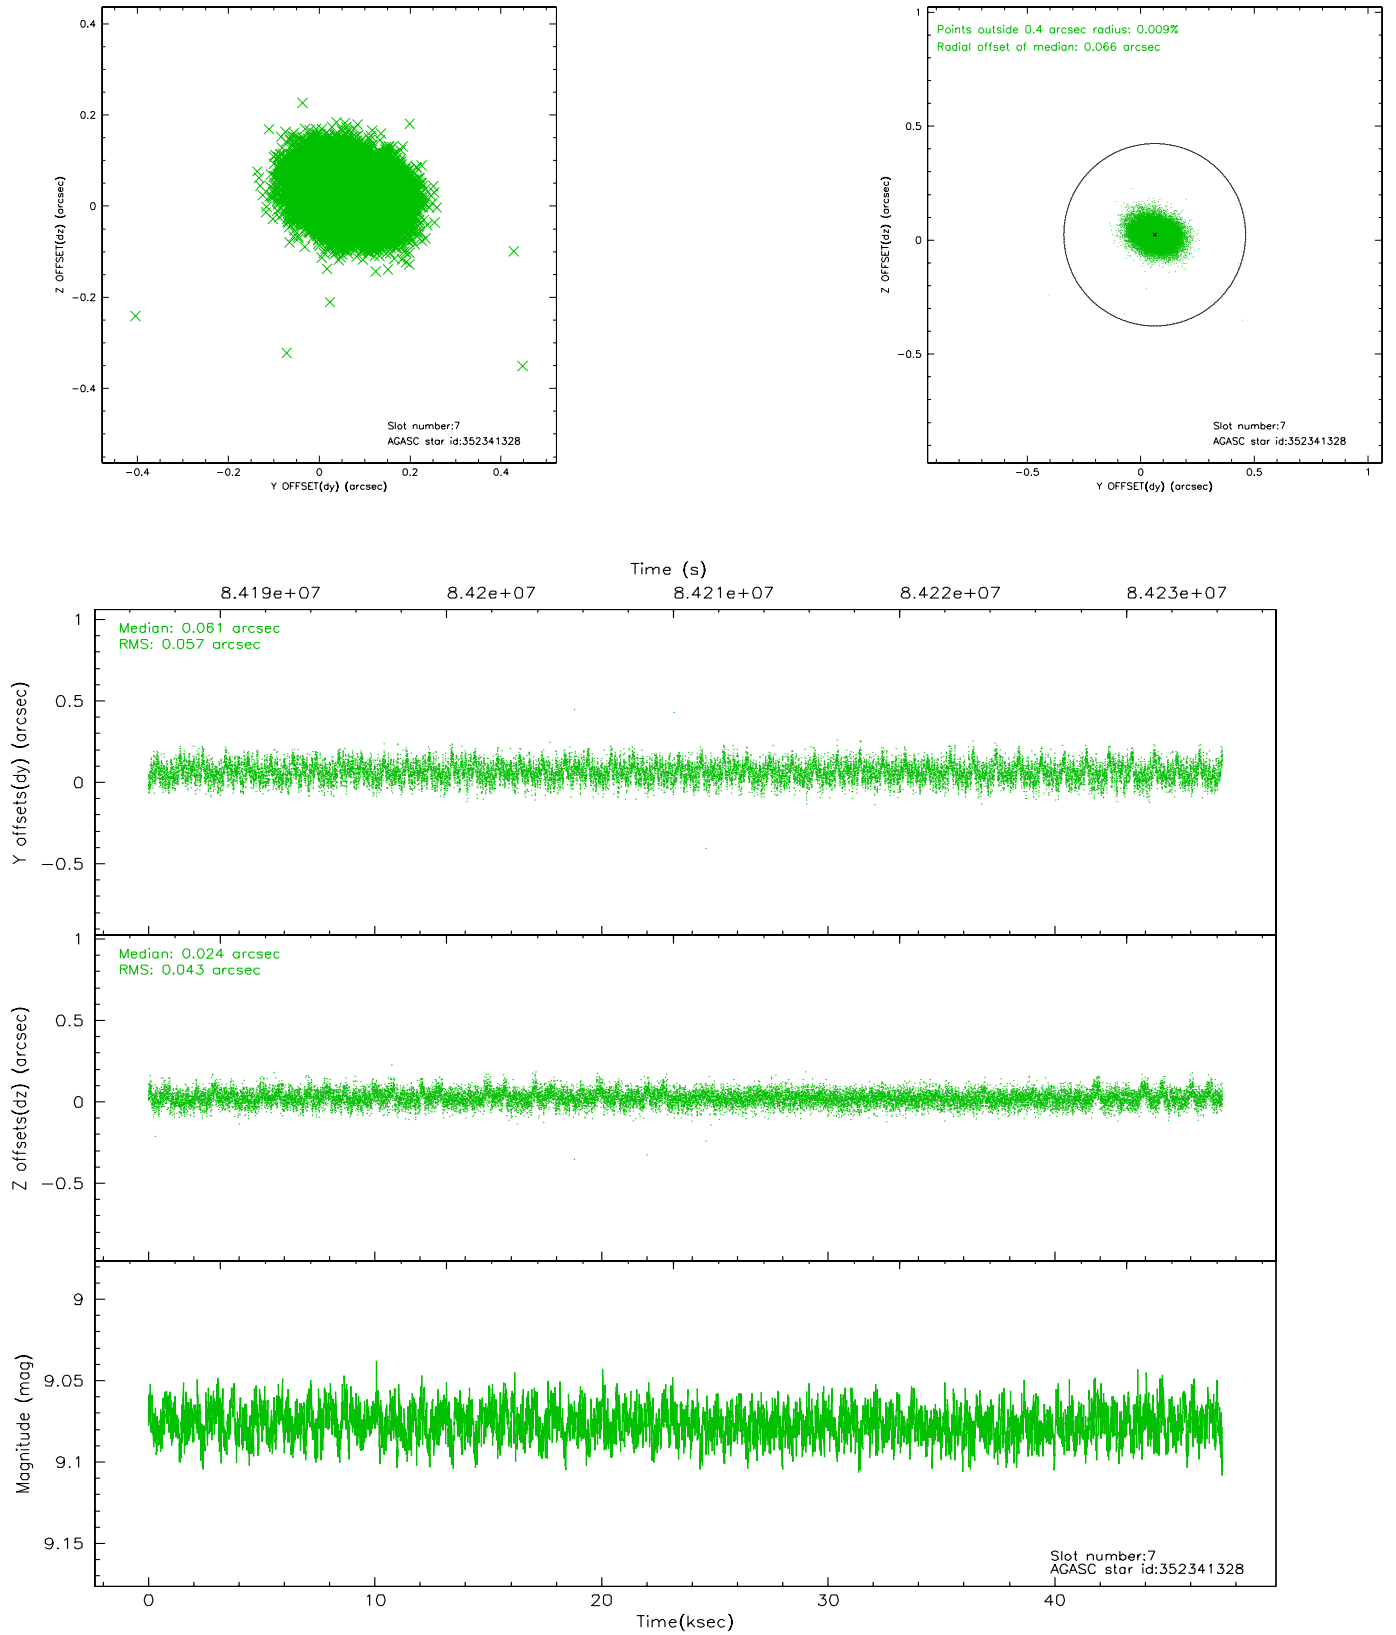 0.4
0.2
0
−0.2
−0.4
−0.4
−0.2
0
0.2
0.4
Z OFFSET(dz) (arcsec)
Y OFFSET(dy) (arcsec)
Slot number:7
AGASC star id:352341328
Points outside 0.4 arcsec radius: 0.009%
Radial offset of median: 0.066 arcsec
1
0.5
0
−0.5
−0.5
0
0.5
1
Z OFFSET(dz) (arcsec)
Y OFFSET(dy) (arcsec)
Slot number:7
AGASC star id:352341328
Time (s)
8.419e+07
8.42e+07
8.421e+07
8.422e+07
8.423e+07
Median: 0.061 arcsec
RMS: 0.057 arcsec
1
0.5
0
−0.5
Y offsets(dy) (arcsec)
Median: 0.024 arcsec
RMS: 0.043 arcsec
1
0.5
0
−0.5
Z offsets(dz) (arcsec)
9
9.05
9.1
9.15
Magnitude (mag)
Slot number:7
AGASC star id:352341328
0
10
20
30
40
Time(ksec)